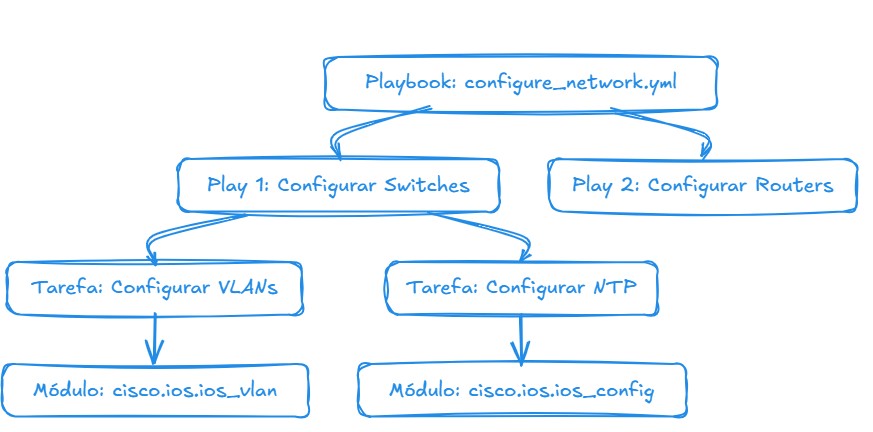 Playbook: configure_network.yml
Play 1: Configurar Switches
Play 2: Configurar Routers
Tarefa: Configurar VLANs
Tarefa: Configurar NTP
Módulo: cisco.ios.ios_vlan
Módulo: cisco.ios.ios_config